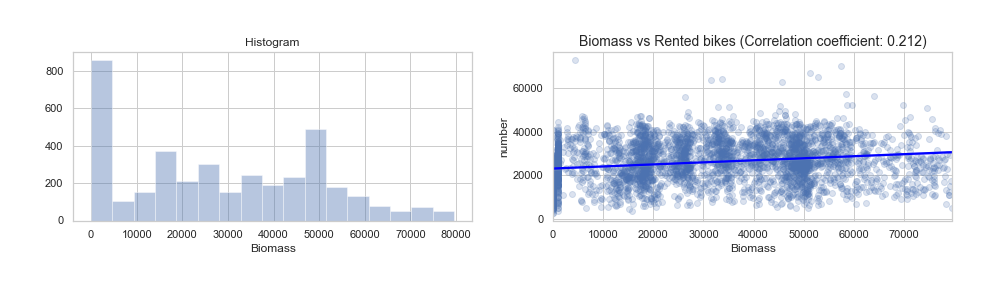 Histogram
800
600
400
200
0
0 10000 20000 30000 40000 50000 60000 70000 80000
Biomass
Biomass vs Rented bikes (Correlation coefficient: 0.212)
number
60000
40000
20000
0
0 10000 20000 30000 40000 50000 60000 70000
Biomass